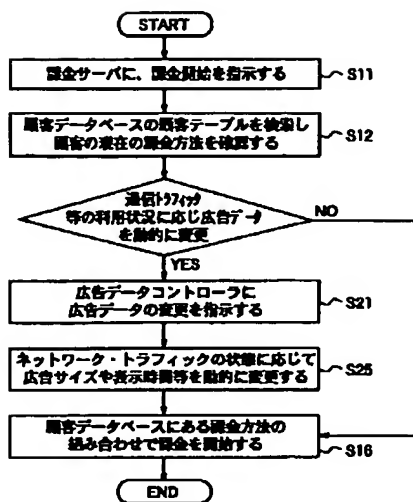 START
課金サーバに、課金開始を指示する
S11
顧客データベースの顧客テーブルを検索し
顧客の現在の課金方法を確認する
S12
通信トラフィック
等の利用状況に応じ広告データ
を動的に変更
NO
YES
広告データコントローラに
広告データの変更を指示する
S21
ネットワーク・トラフィックの状態に応じて
広告サイズや表示時間等を動的に変更する
S25
顧客データベースにある課金方法の
組み合わせで課金を開始する
S16
END